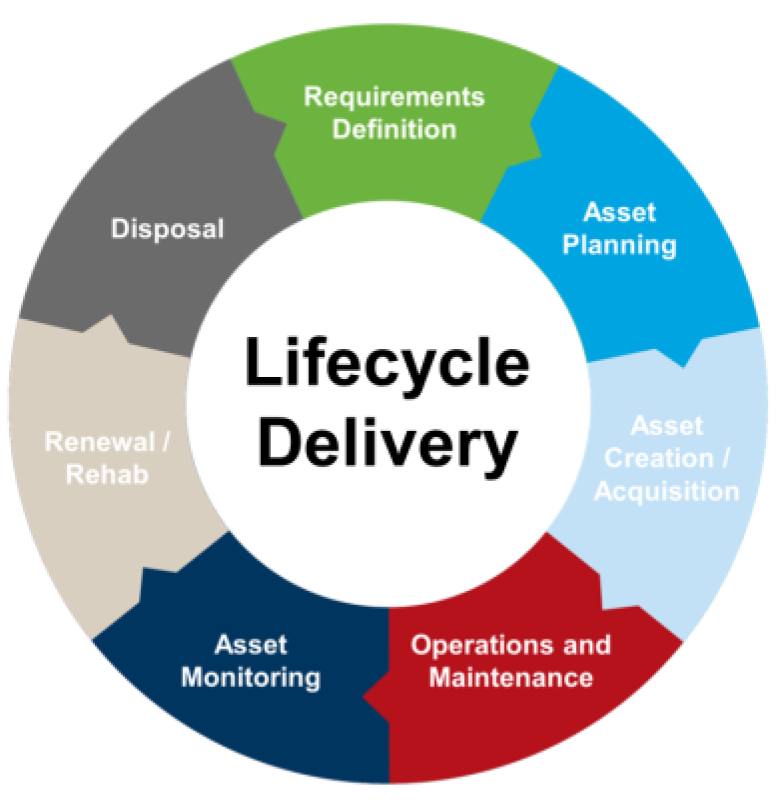 Requirements
Definition
Asset
Planning
Asset
Creation /
Acquisition
Operations and
Maintenance
Asset
Monitoring
Renewal /
Rehab
Disposal
Lifecycle
Delivery